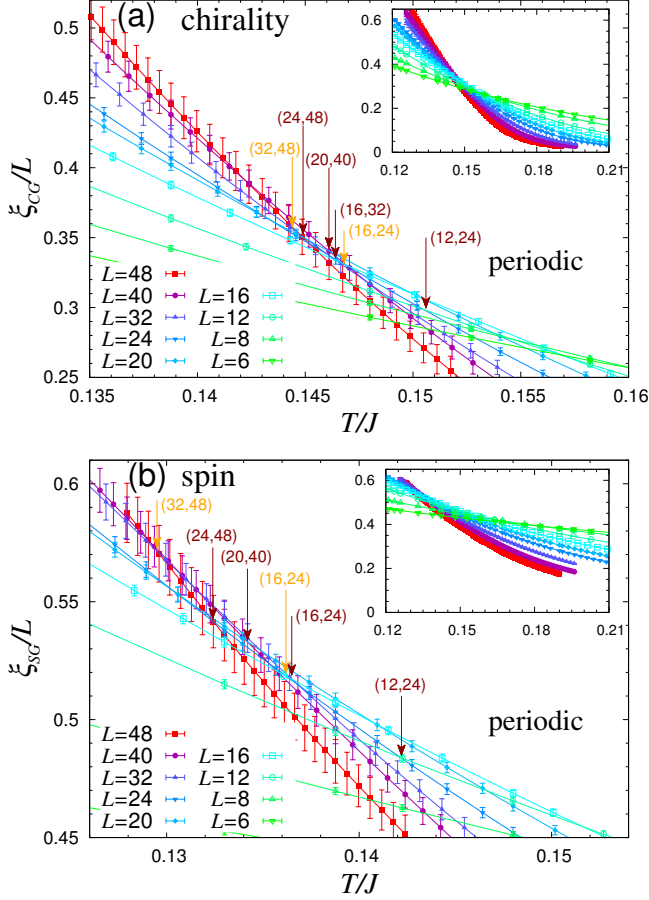 (a) chirality
0.5
0.45
0.4
0.35
0.3
0.25
ξCG/L
0.135 0.14 0.145 0.15 0.155 0.16
T/J
(24,48)
(32,48)
(20,40)
(16,32)
(16,24)
(12,24)
periodic
L=48
L=40
L=32
L=24
L=20
L=16
L=12
L=8
L=6
0.6
0.4
0.2
0
0.12 0.15 0.18 0.21
(b) spin
0.6
0.55
0.5
0.45
ξSG/L
0.13 0.14 0.15
T/J
(32,48)
(24,48)
(20,40)
(16,24)
(16,24)
(12,24)
periodic
L=48
L=40
L=32
L=24
L=20
L=16
L=12
L=8
L=6
0.6
0.4
0.2
0
0.12 0.15 0.18 0.21